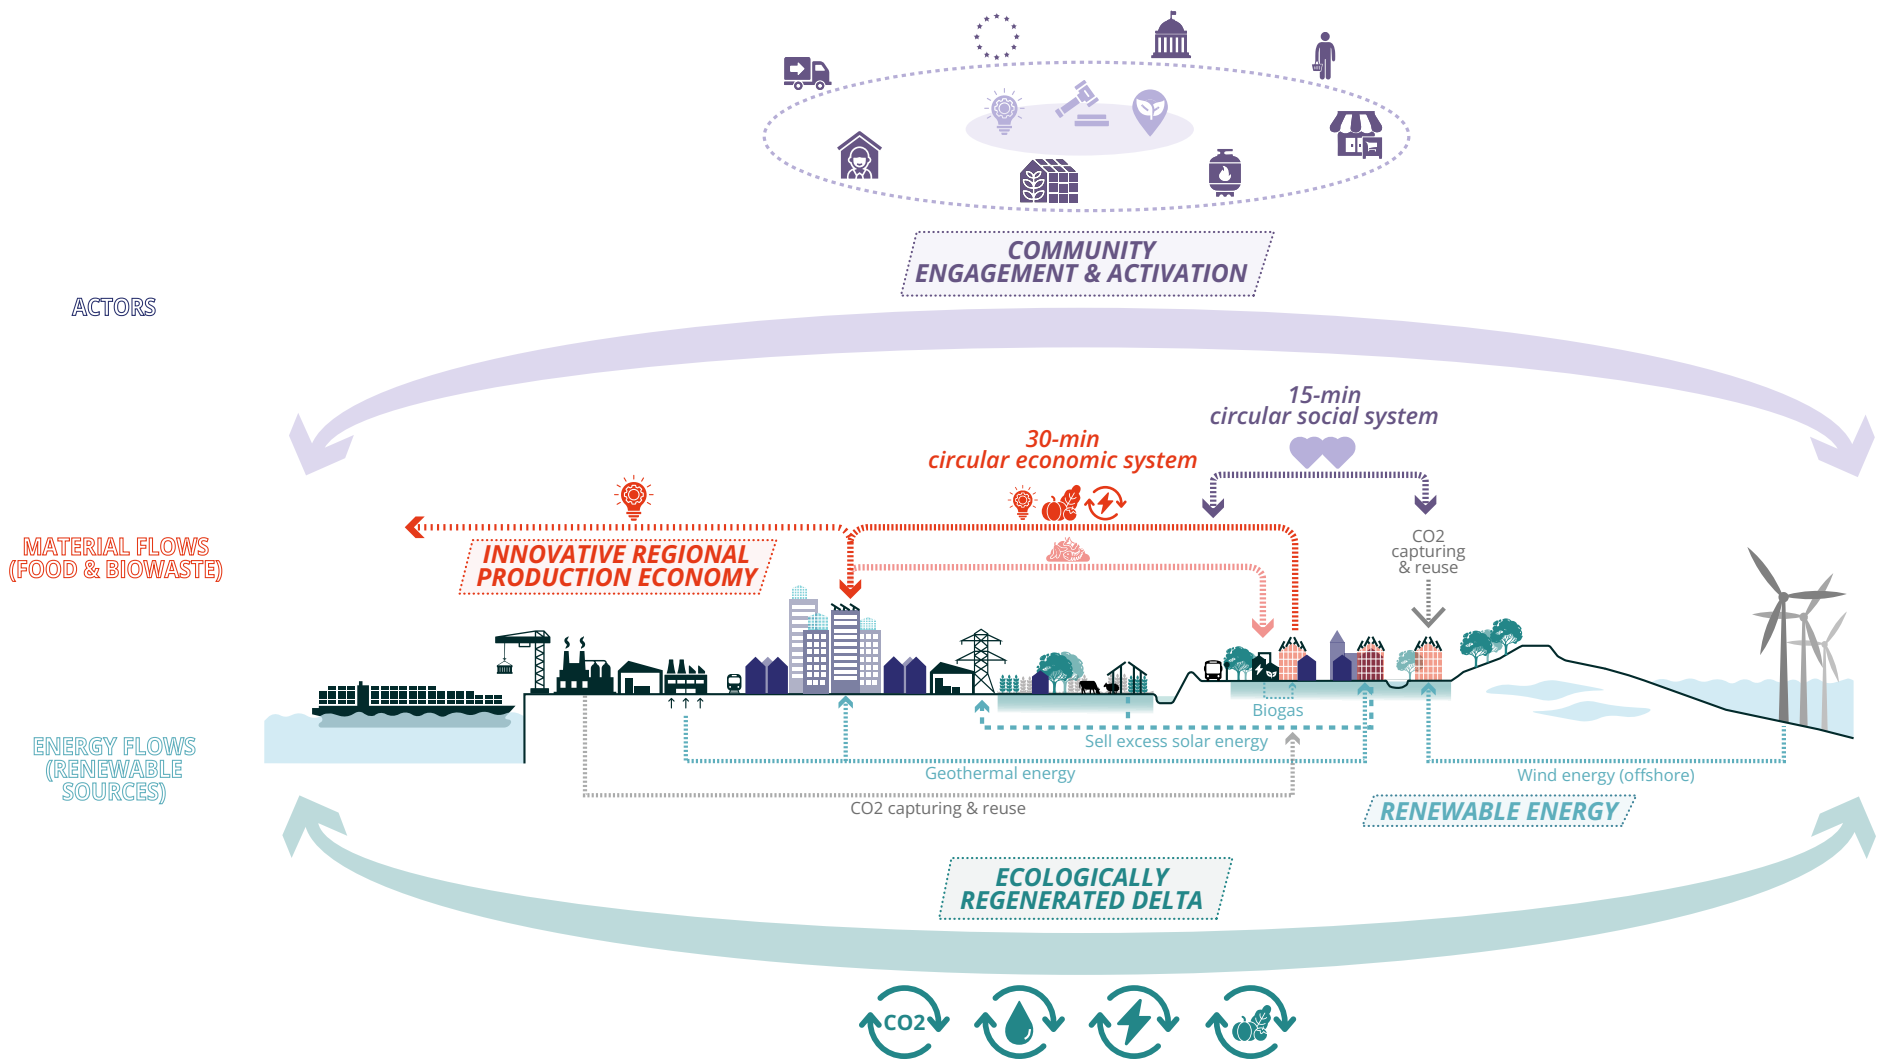 COMMUNITY
ENGAGEMENT & ACTIVATION
ACTORS
15-min
circular social system
30-min
circular economic system
MATERIAL FLOWS
(FOOD & BIOWASTE)
INNOVATIVE REGIONAL
PRODUCTION ECONOMY
CO2
capturing
& reuse
Biogas
Sell excess solar energy
ENERGY FLOWS
(RENEWABLE
SOURCES)
Geothermal energy
Wind energy (offshore)
CO2 capturing & reuse
RENEWABLE ENERGY
ECOLOGICALLY
REGENERATED DELTA
CO2